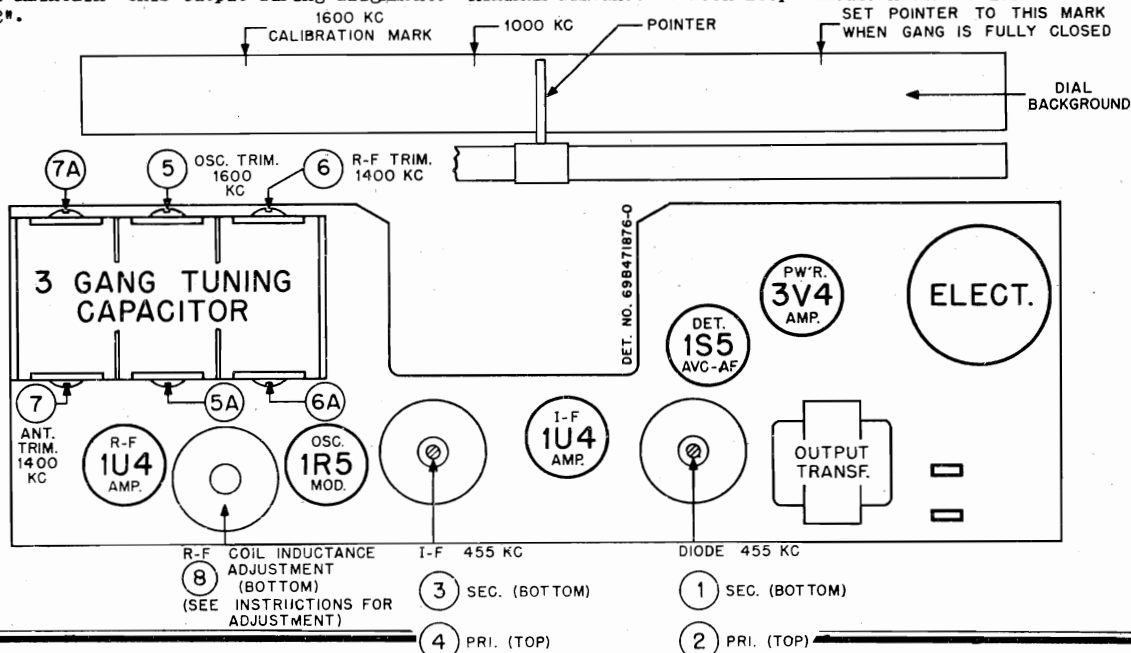 1600 KC
CALIBRATION MARK
1000 KC
POINTER
SET POINTER TO THIS MARK
WHEN GANG IS FULLY CLOSED
DIAL
BACKGROUND
7A
5
OSC. TRIM.
1600
KC
6
R-F TRIM.
1400 KC
3 GANG TUNING
CAPACITOR
DET. NO. 69B471876-0
PW'R.
3V4
AMP.
ELECT.
DET.
1S5
AVC-AF
7
ANT.
TRIM.
1400
KC
5A
6A
R-F
1U4
AMP.
OSC.
1R5
MOD.
I-F
1U4
AMP.
OUTPUT
TRANSF.
R-F COIL INDUCTANCE
8
ADJUSTMENT
(BOTTOM)
(SEE INSTRUCTIONS FOR
ADJUSTMENT)
I-F 455 KC
3 SEC. (BOTTOM)
4 PRI. (TOP)
DIODE 455 KC
1 SEC. (BOTTOM)
2 PRI. (TOP)